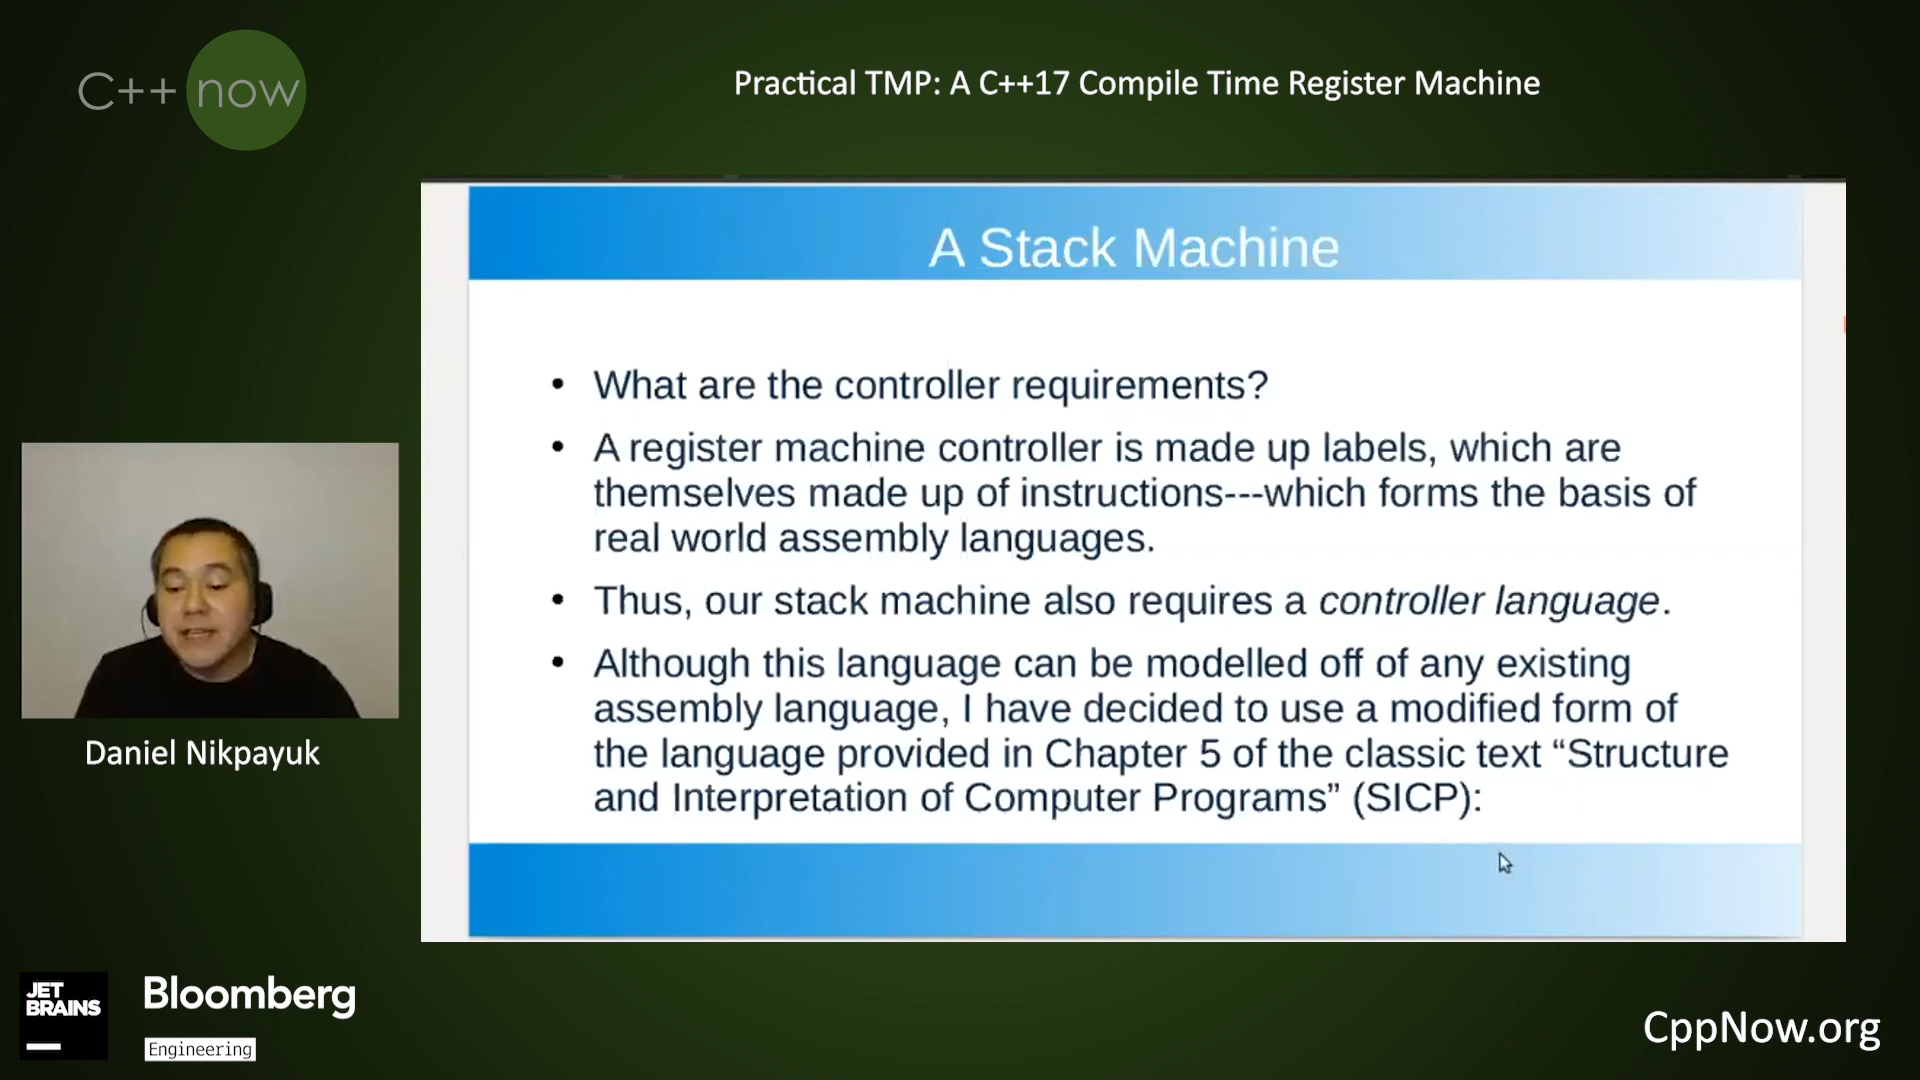 C++ now
Practical TMP: A C++17 Compile Time Register Machine
A Stack Machine
• What are the controller requirements?
• A register machine controller is made up labels, which are
themselves made up of instructions---which forms the basis of
real world assembly languages.
• Thus, our stack machine also requires a controller language.
• Although this language can be modelled off of any existing
assembly language, I have decided to use a modified form of
the language provided in Chapter 5 of the classic text “Structure
and Interpretation of Computer Programs” (SICP):
Daniel Nikpayuk
JET
BRAINS
Bloomberg
Engineering
CppNow.org